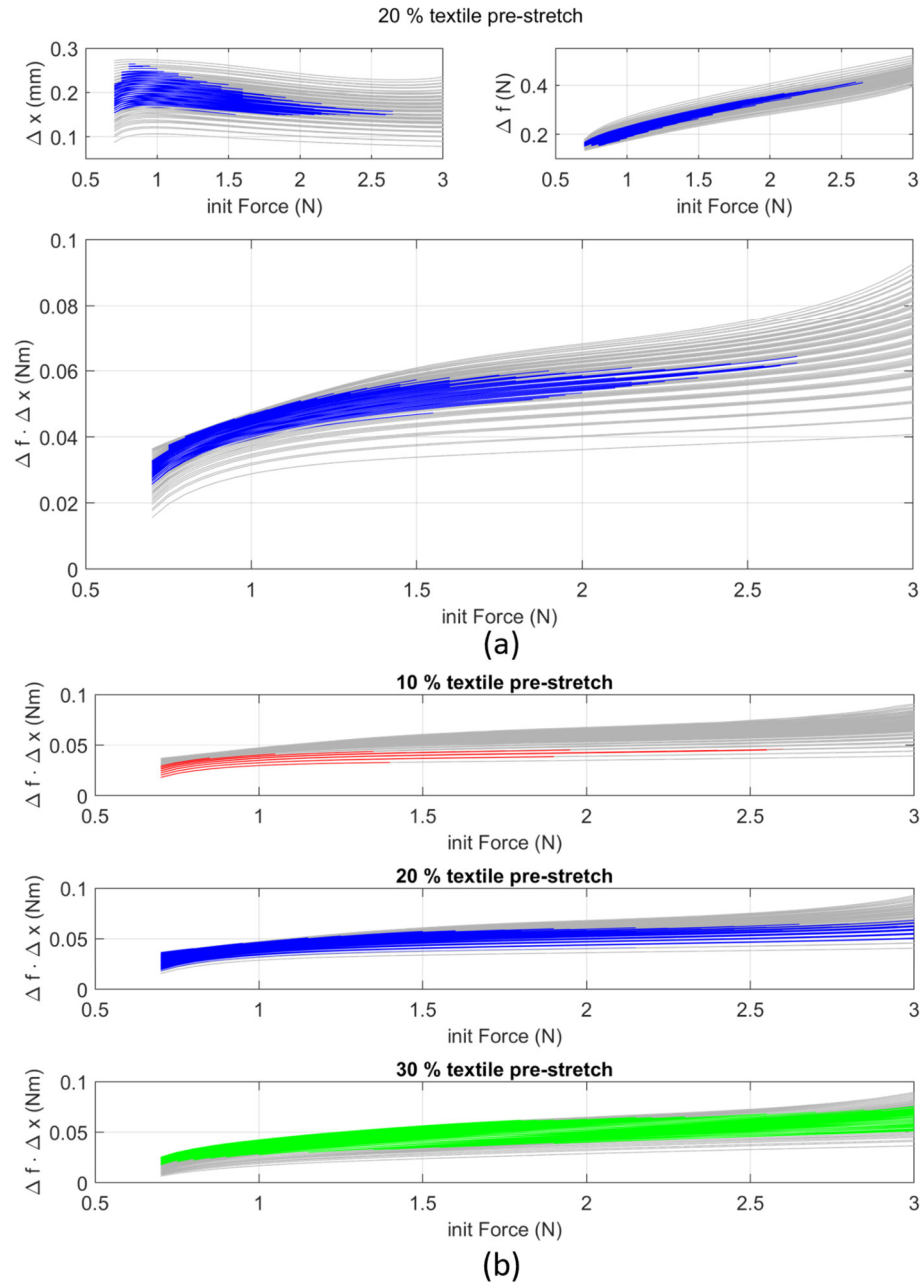 20 % textile pre-stretch
0.3
0.2
0.1
Δ x (mm)
0.5 1 1.5 2 2.5 3
init Force (N)
0.4
0.2
Δ f (N)
0.5 1 1.5 2 2.5 3
init Force (N)
0.1
0.08
0.06
0.04
0.02
0
Δ f · Δ x (Nm)
0.5 1 1.5 2 2.5 3
init Force (N)
(a)
10 % textile pre-stretch
0.1
0.05
0
Δ f · Δ x (Nm)
0.5 1 1.5 2 2.5 3
init Force (N)
20 % textile pre-stretch
0.1
0.05
0
Δ f · Δ x (Nm)
0.5 1 1.5 2 2.5 3
init Force (N)
30 % textile pre-stretch
0.1
0.05
0
Δ f · Δ x (Nm)
0.5 1 1.5 2 2.5 3
init Force (N)
(b)